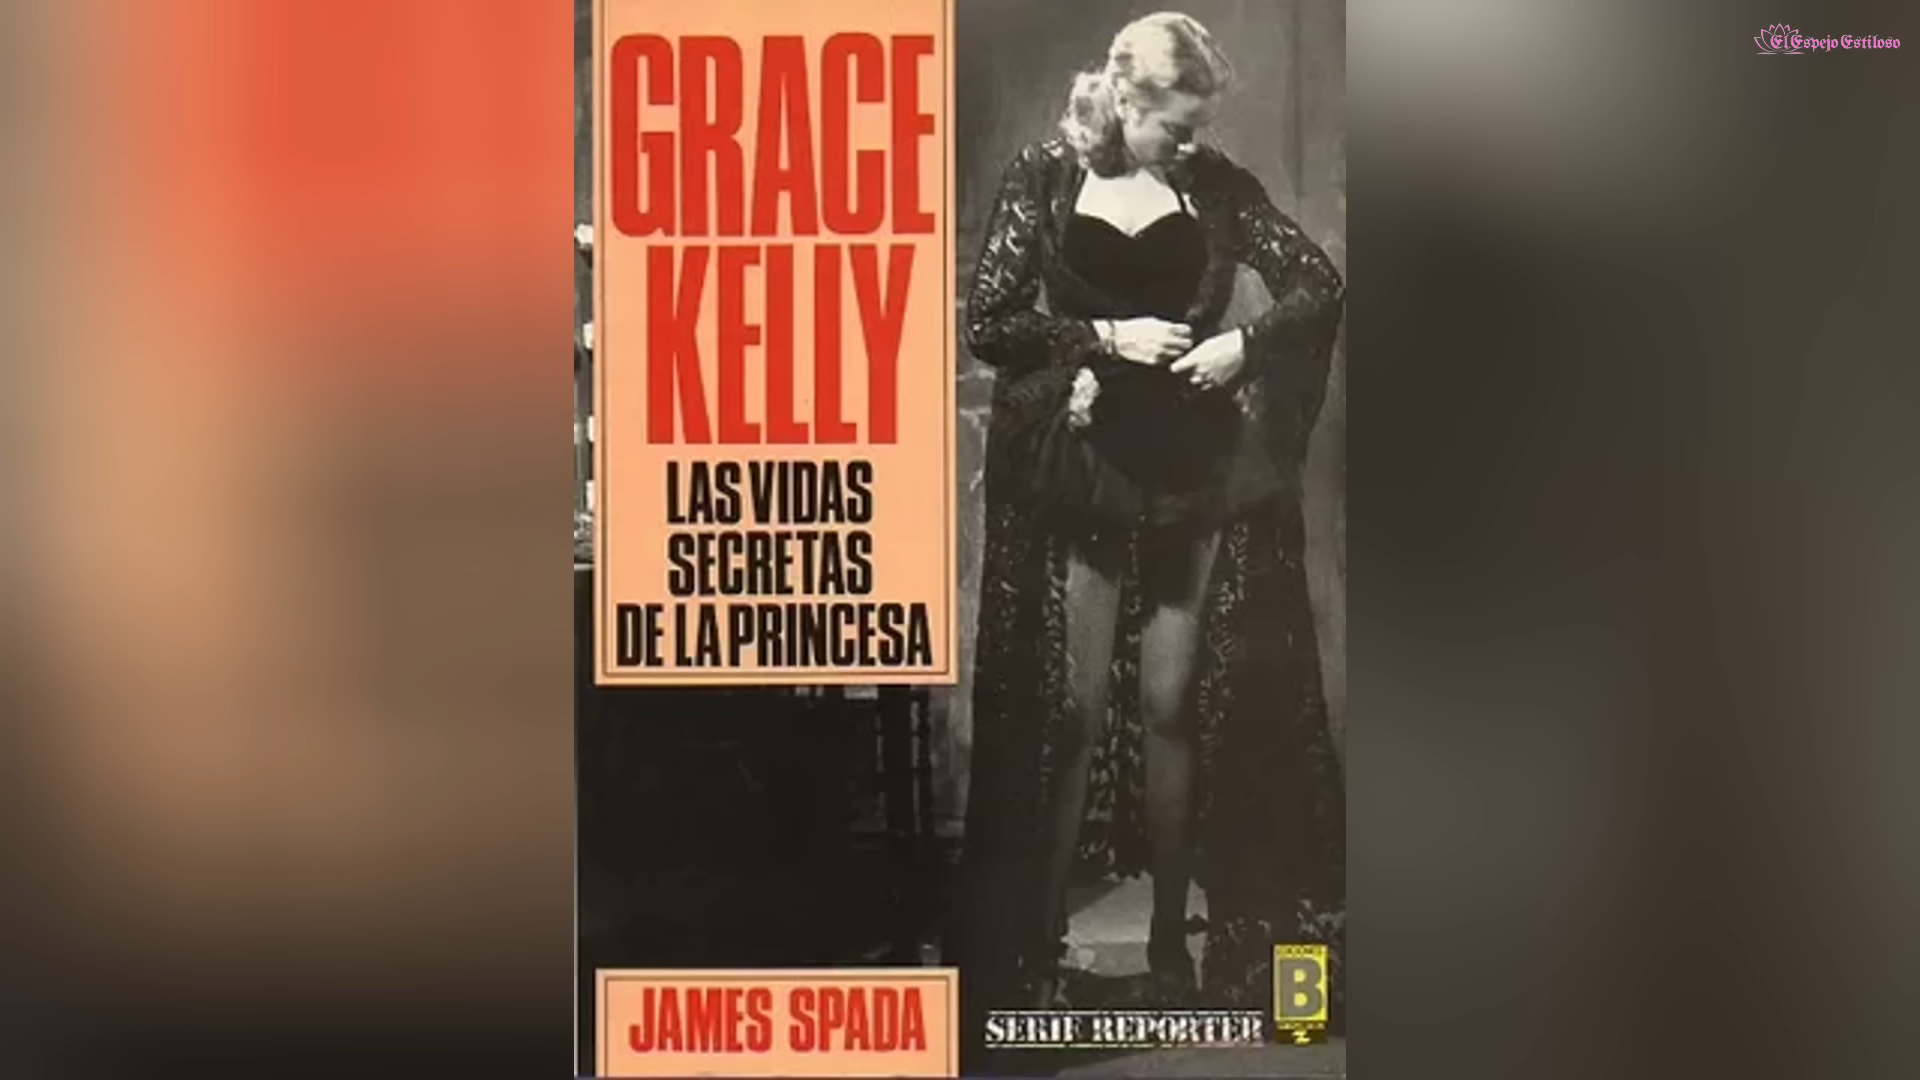 El Espejo Estiloso
GRACE
KELLY
LAS VIDAS
SECRETAS
DE LA PRINCESA
JAMES SPADA
SERIE REPORTER
B